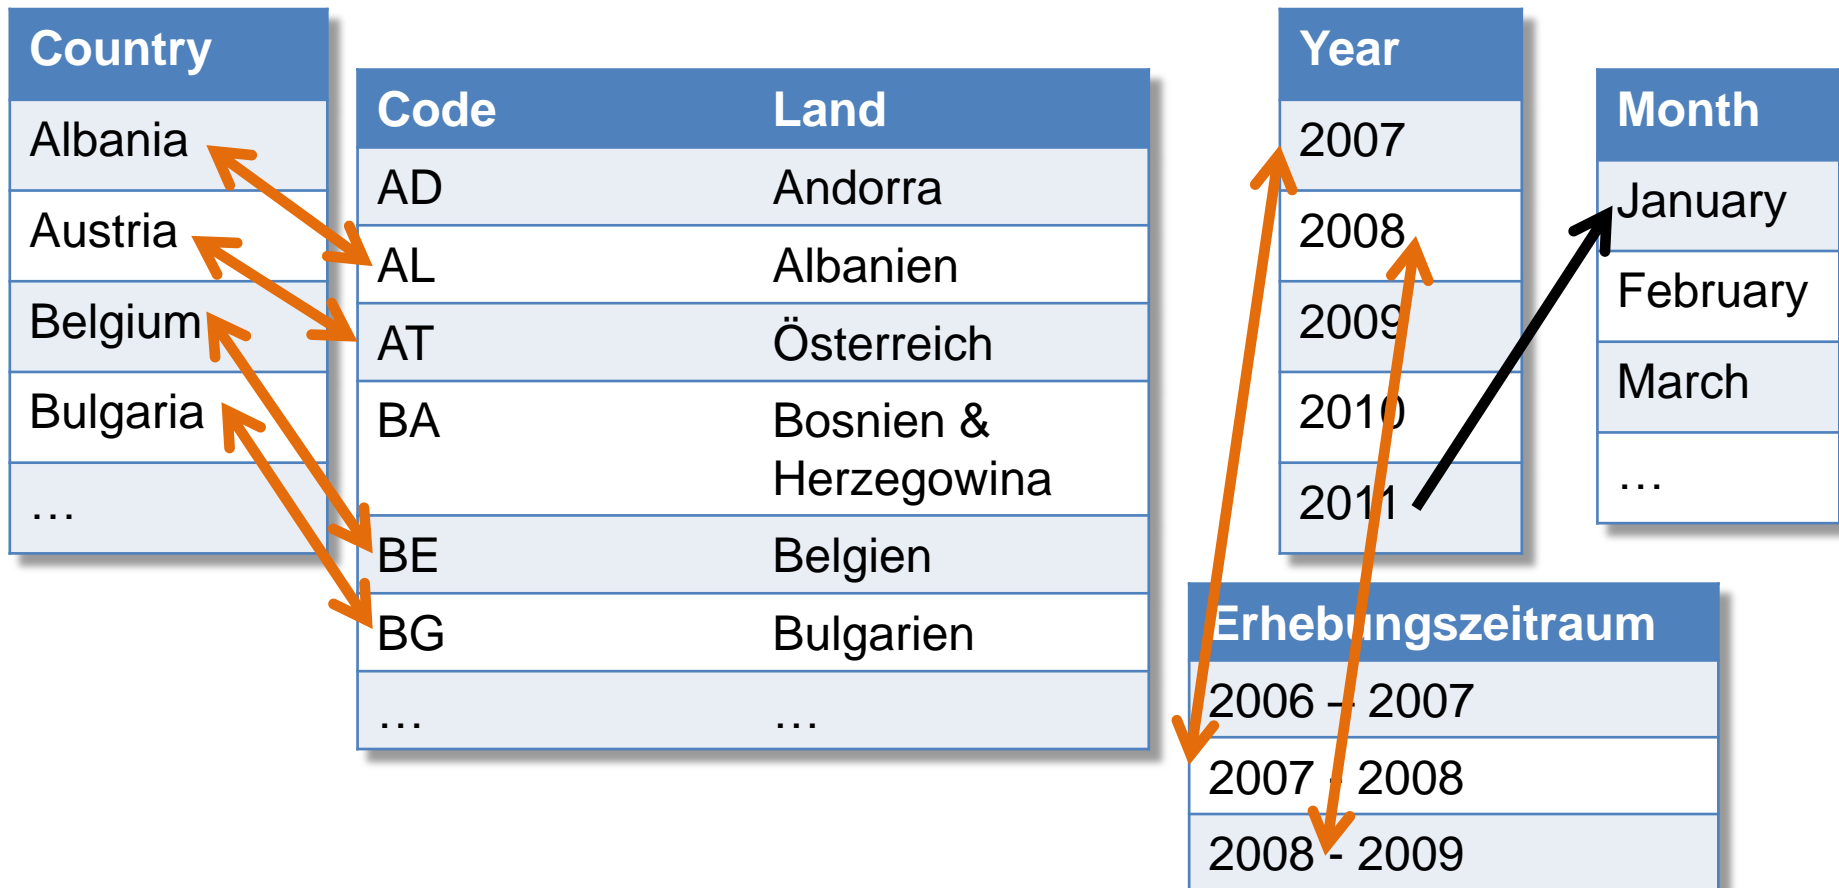 Country
Albania
Austria
Belgium
Bulgaria
…
Code Land
AD Andorra
AL Albanien
AT Österreich
BA Bosnien &
Herzegowina
BE Belgien
BG Bulgarien
… …
Year
2007
2008
2009
2010
2011
Month
January
February
March
…
Erhebungszeitraum
2006 – 2007
2007 - 2008
2008 - 2009